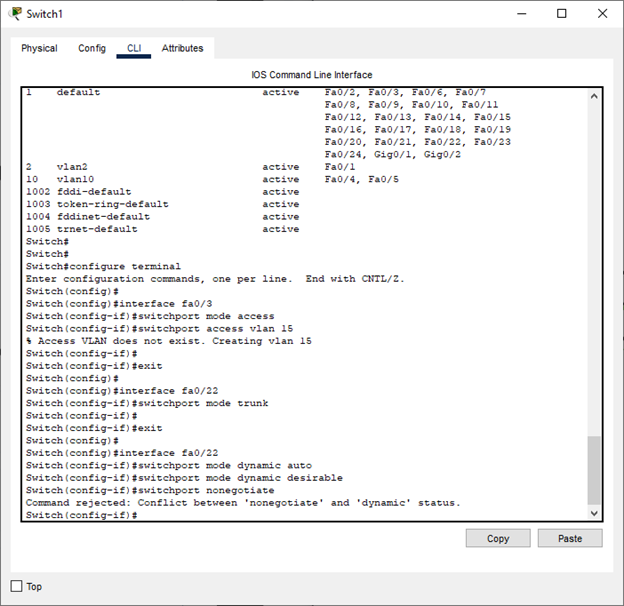 Switch1
Physical Config CLI Attributes
IOS Command Line Interface
1 default active Fa0/2, Fa0/3, Fa0/6, Fa0/7
Fa0/8, Fa0/9, Fa0/10, Fa0/11
Fa0/12, Fa0/13, Fa0/14, Fa0/15
Fa0/16, Fa0/17, Fa0/18, Fa0/19
Fa0/20, Fa0/21, Fa0/22, Fa0/23
Fa0/24, Gig0/1, Gig0/2
2 vlan2 active Fa0/1
10 vlan10 active Fa0/4, Fa0/5
1002 fddi-default active
1003 token-ring-default active
1004 fddinet-default active
1005 trnet-default active
Switch#
Switch#
Switch#configure terminal
Enter configuration commands, one per line. End with CNTL/Z.
Switch(config)#
Switch(config)#interface fa0/3
Switch(config-if)#switchport mode access
Switch(config-if)#switchport access vlan 15
% Access VLAN does not exist. Creating vlan 15
Switch(config-if)#
Switch(config-if)#exit
Switch(config)#
Switch(config)#interface fa0/22
Switch(config-if)#switchport mode trunk
Switch(config-if)#
Switch(config-if)#exit
Switch(config)#
Switch(config)#interface fa0/22
Switch(config-if)#switchport mode dynamic auto
Switch(config-if)#switchport mode dynamic desirable
Switch(config-if)#switchport nonegotiate
Command rejected: Conflict between 'nonegotiate' and 'dynamic' status.
Switch(config-if)#
Copy Paste
Top